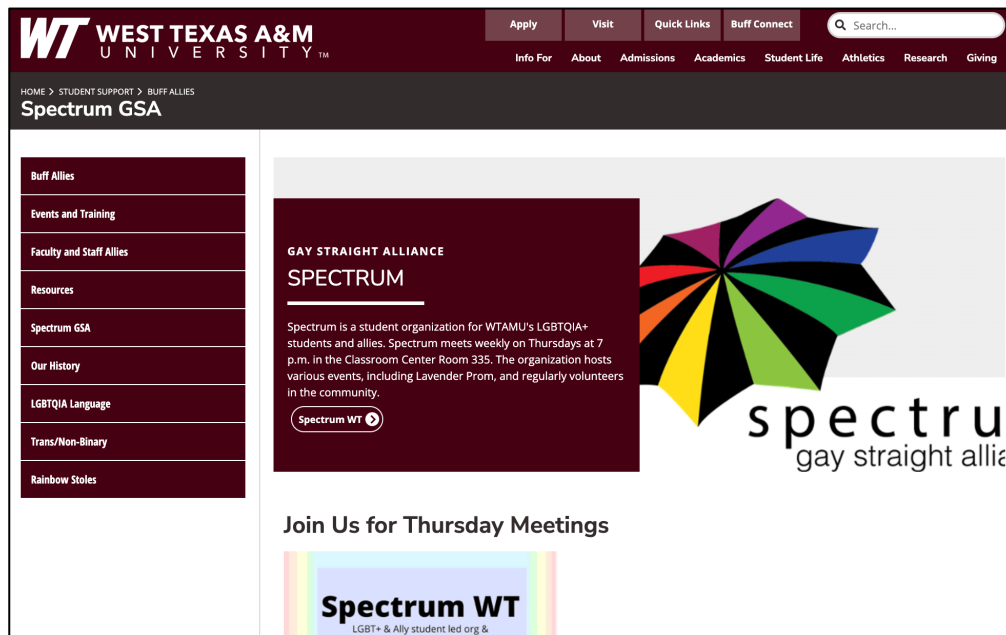 WT WEST TEXAS A&M
UNIVERSITY TM
Apply Visit Quick Links Buff Connect Search...
Info For About Admissions Academics Student Life Athletics Research Giving
HOME > STUDENT SUPPORT > BUFF ALLIES
Spectrum GSA
Buff Allies
Events and Training
Faculty and Staff Allies
Resources
Spectrum GSA
Our History
LGBTQIA Language
Trans/Non-Binary
Rainbow Stoles
GAY STRAIGHT ALLIANCE
SPECTRUM
Spectrum is a student organization for WTAMU's LGBTQIA+
students and allies. Spectrum meets weekly on Thursdays at 7
p.m. in the Classroom Center Room 335. The organization hosts
various events, including Lavender Prom, and regularly volunteers
in the community.
Spectrum WT
spectru
gay straight allia
Join Us for Thursday Meetings
Spectrum WT
LGBT+ & Ally student led org &